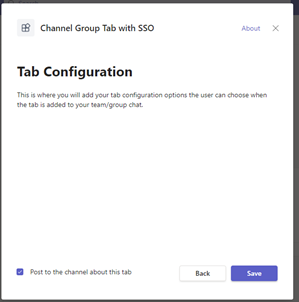 Channel Group Tab with SSO
About
Tab Configuration
This is where you will add your tab configuration options the user can choose when
the tab is added to your team/group chat.
Post to the channel about this tab
Back
Save